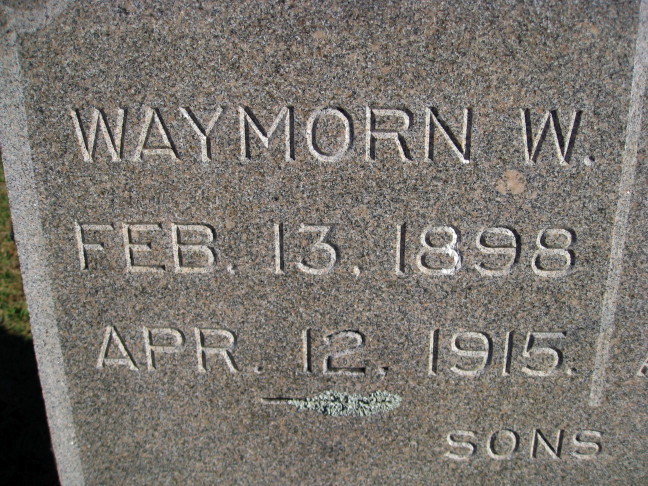 WAYMORN W.
FEB. 13, 1898
APR. 12, 1915.
SONS